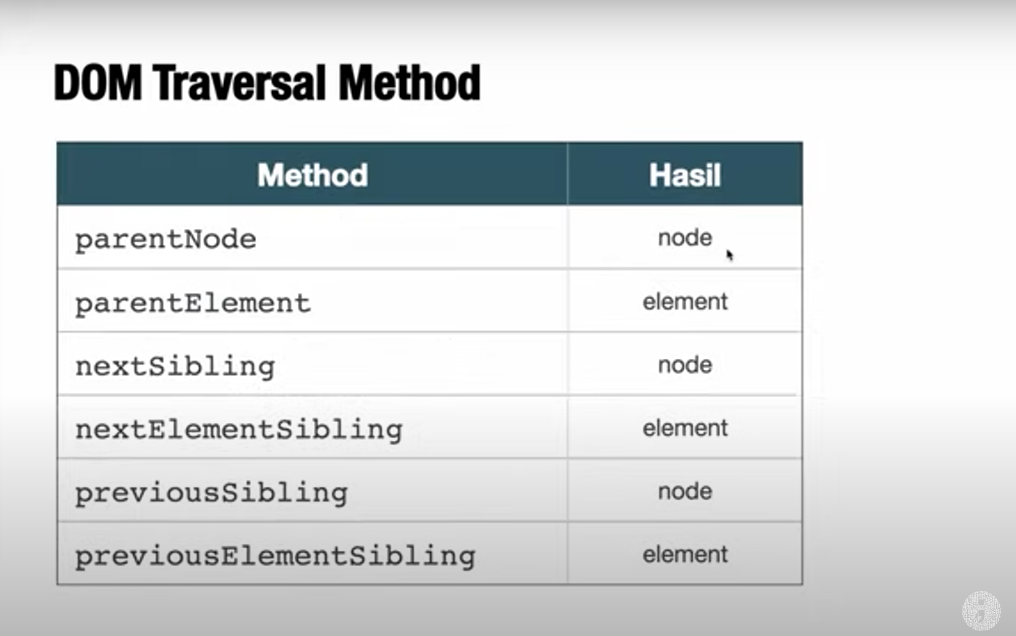 DOM Traversal Method
Method Hasil
parentNode node
parentElement element
nextSibling node
nextElementSibling element
previousSibling node
previousElementSibling element